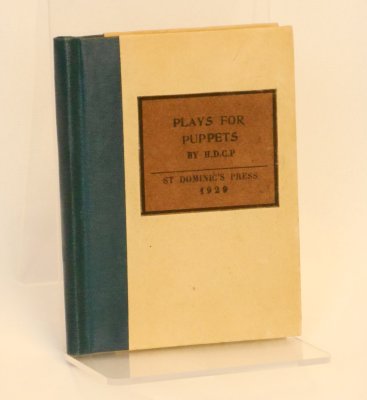 PLAYS FOR
PUPPETS
BY H.D.C.P
ST DOMINIC'S PRESS
1929